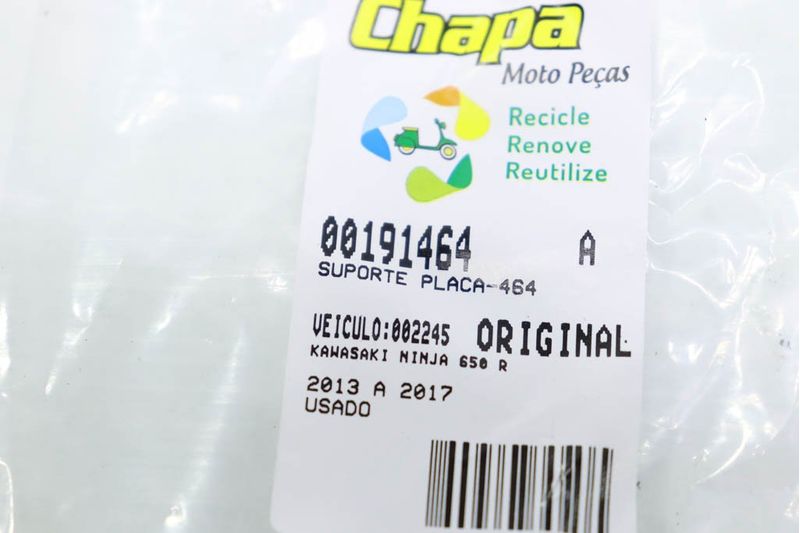 Chapa
Moto Peças
Recicle
Renove
Reutilize
00191464 A
SUPORTE PLACA-464
VEICULO:002245 ORIGINAL
KAWASAKI NINJA 650 R
2013 A 2017
USADO